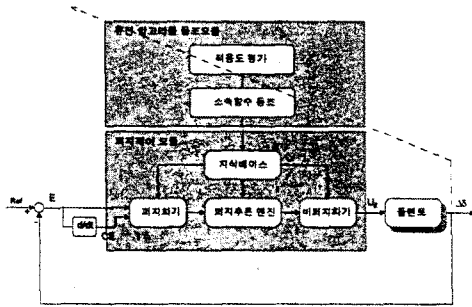 유전 알고리듬 동조모듈
적응도 평가
소속함수 동조
퍼지제어 모듈
지식베이스
Ref
E
+
-
d/dt
CE
퍼지화기
퍼지추론 엔진
비퍼지화기
플랜트